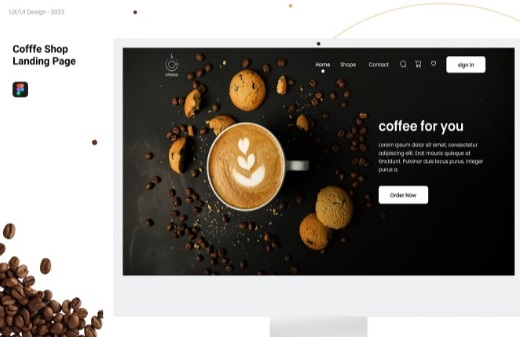 UX/UI Design - 2022
Cofffe Shop
Landing Page
Home Shope Contact sign in
coffee for you
Lorem ipsum dolor sit amet, consectetur
adipiscing elit. Erat mauris quisque et
tincidunt. Pulvinar duis lacus purus, integer
purus a.
Order Now